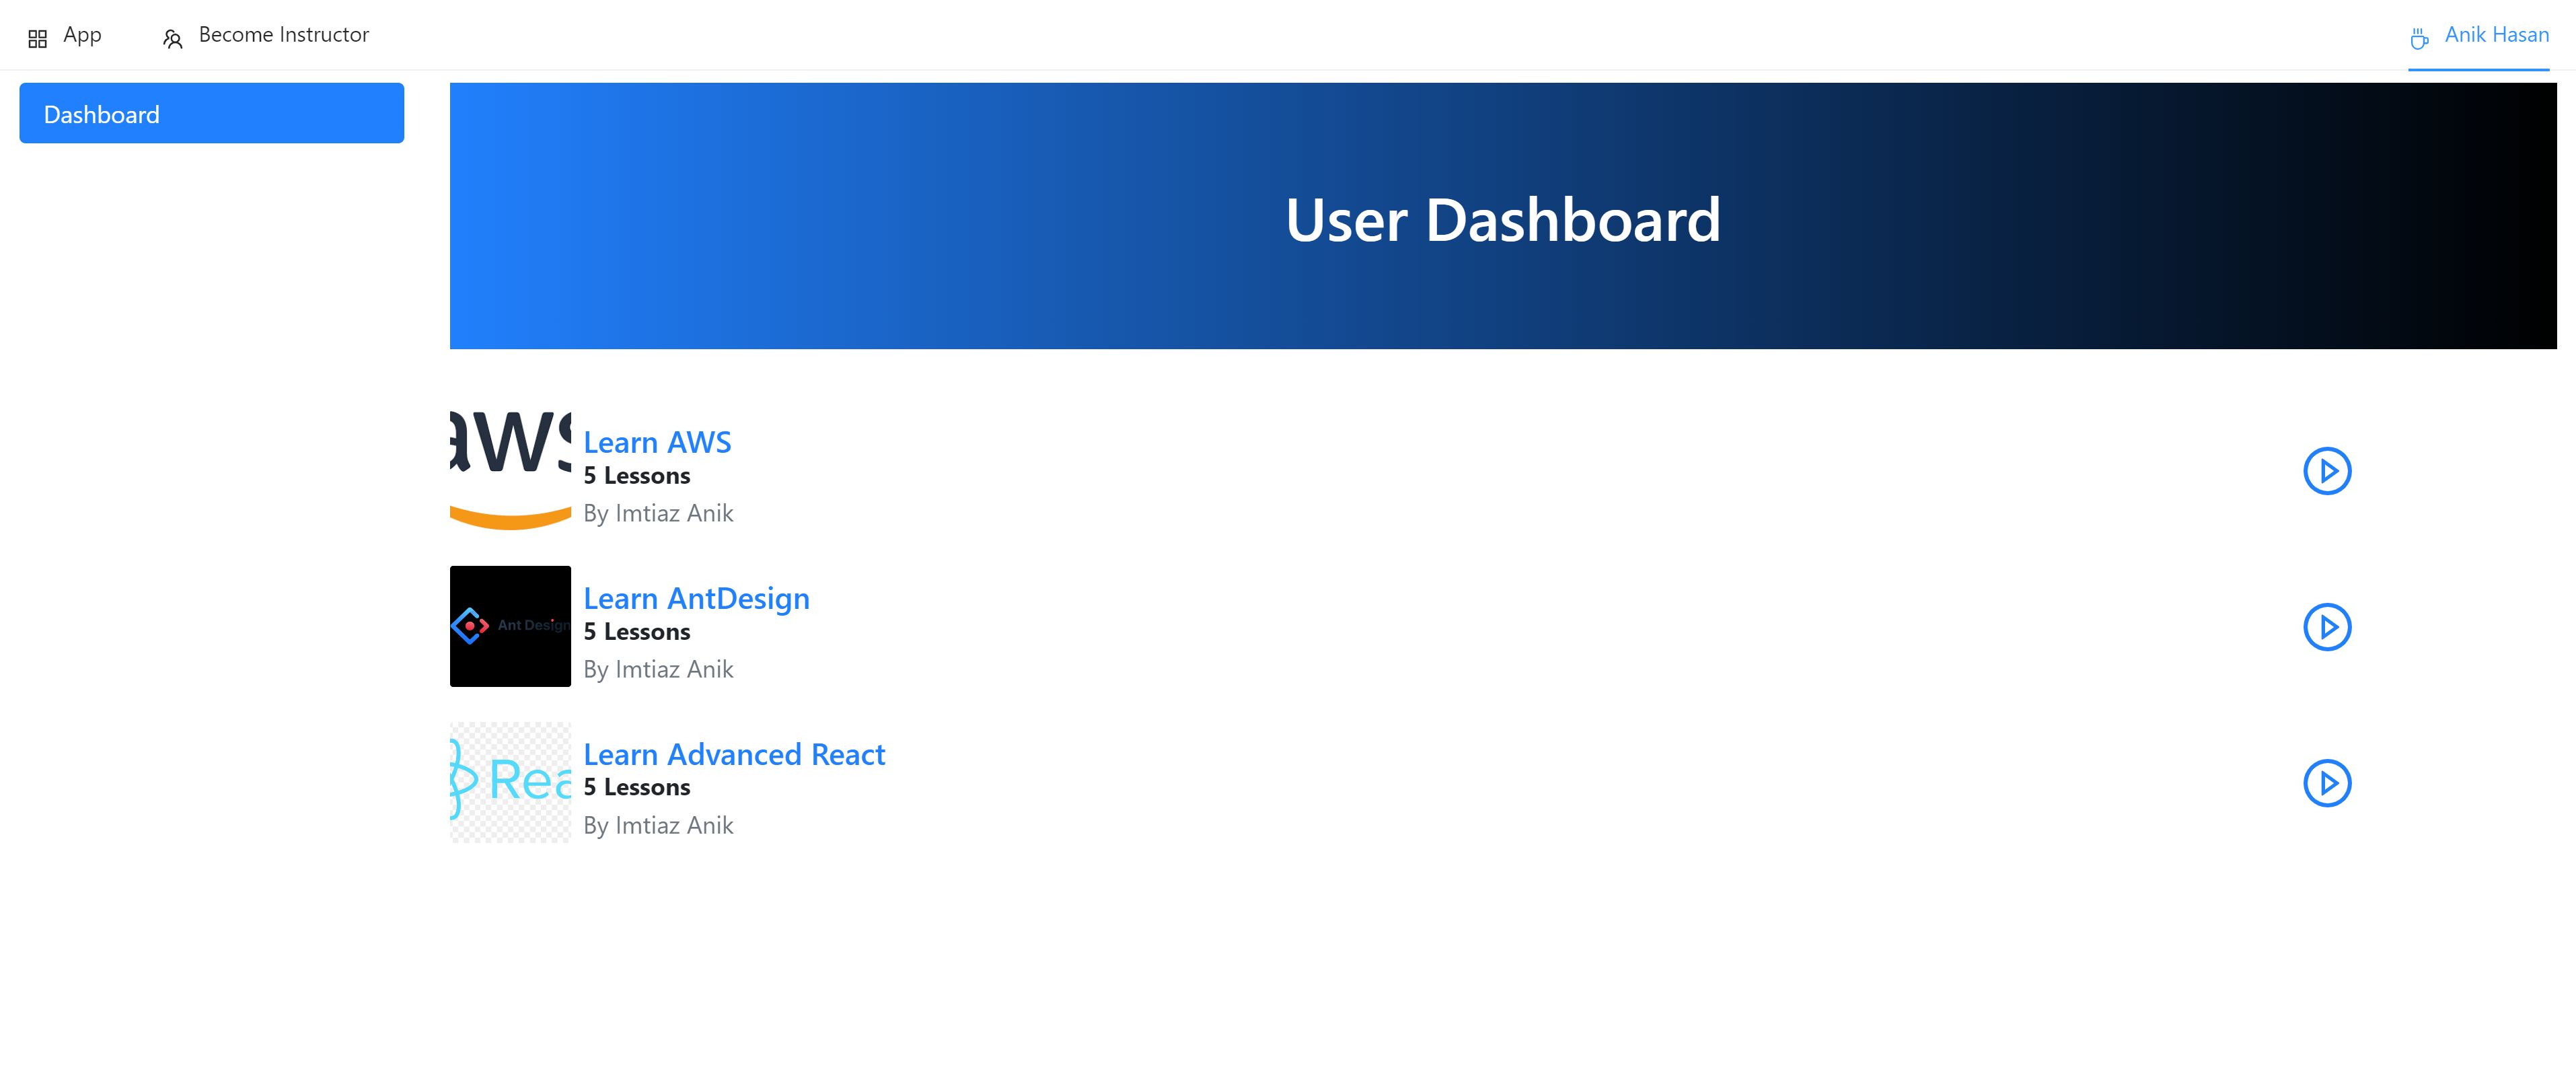 App
Become Instructor
Anik Hasan
Dashboard
User Dashboard
aws
Learn AWS
5 Lessons
By Imtiaz Anik
Ant Design
Learn AntDesign
5 Lessons
By Imtiaz Anik
Rea
Learn Advanced React
5 Lessons
By Imtiaz Anik